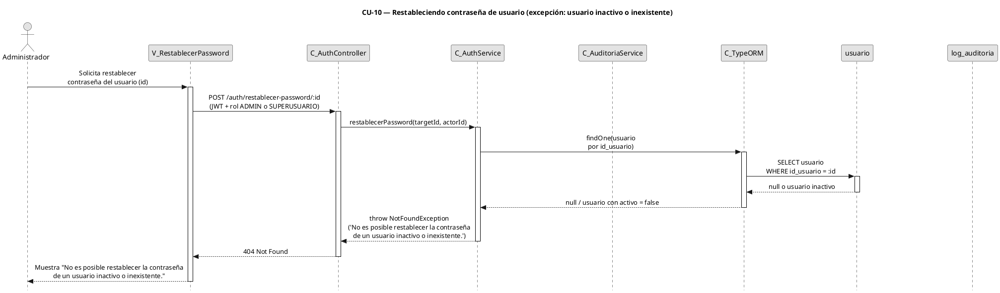 CU-10 — Restableciendo contraseña de usuario (excepción: usuario inactivo o inexistente)
Administrador
V_RestablecerPassword
C_AuthController
C_AuthService
C_AuditoriaService
C_TypeORM
usuario
log_auditoria
Solicita restablecer
contraseña del usuario (id)
POST /auth/restablecer-password/:id
(JWT + rol ADMIN o SUPERUSUARIO)
restablecerPassword(targetId, actorId)
findOne(usuario
por id_usuario)
SELECT usuario
WHERE id_usuario = :id
null o usuario inactivo
null / usuario con activo = false
throw NotFoundException
('No es posible restablecer la contraseña
de un usuario inactivo o inexistente.')
404 Not Found
Muestra "No es posible restablecer la contraseña
de un usuario inactivo o inexistente."